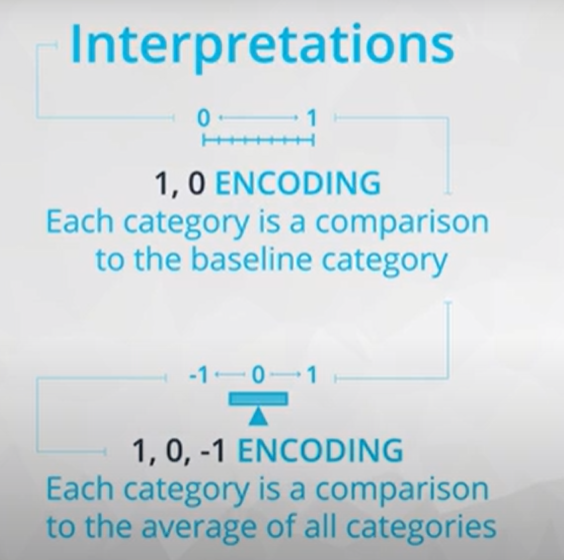 Interpretations
0 1
1, 0 ENCODING
Each category is a comparison
to the baseline category
-1 0 1
1, 0, -1 ENCODING
Each category is a comparison
to the average of all categories